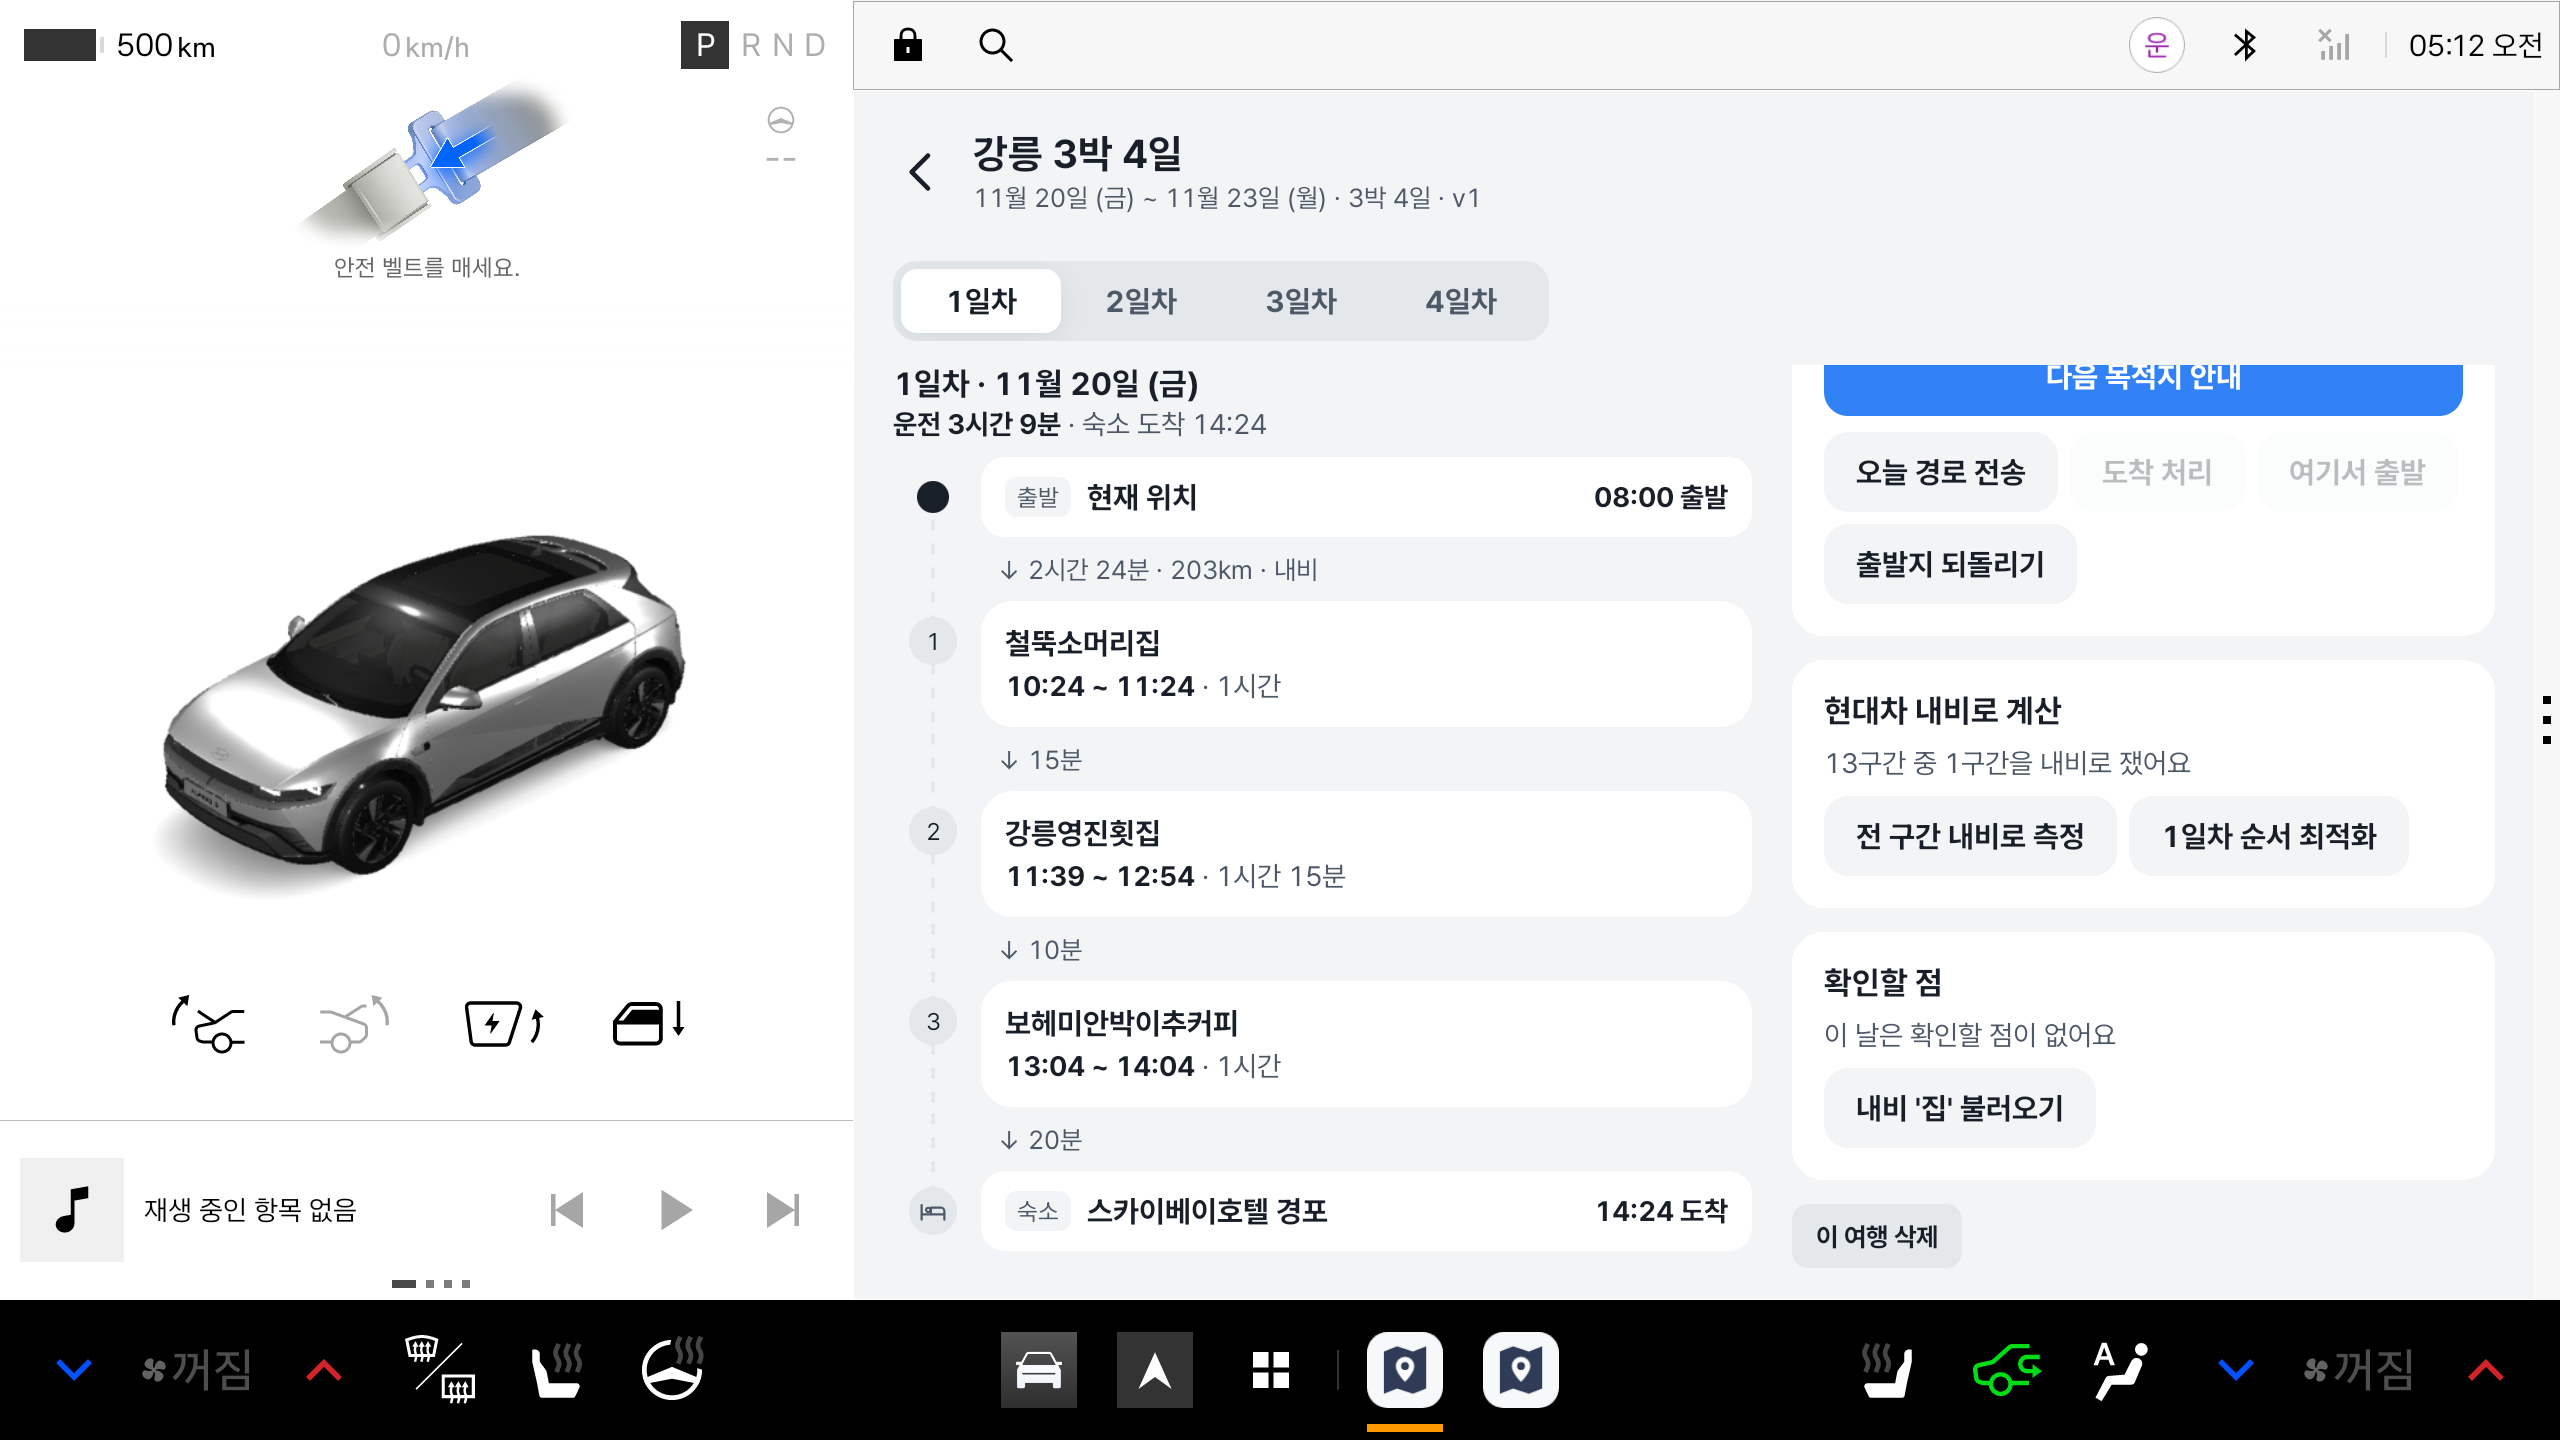 500 km
0 km/h
P R N D
안전 벨트를 매세요.
재생 중인 항목 없음
운
05:12 오전
강릉 3박 4일
11월 20일 (금) ~ 11월 23일 (월) · 3박 4일 · v1
1일차
2일차
3일차
4일차
1일차 · 11월 20일 (금)
운전 3시간 9분 · 숙소 도착 14:24
출발 현재 위치 08:00 출발
↓ 2시간 24분 · 203km · 내비
1
철뚝소머리집
10:24 ~ 11:24 · 1시간
↓ 15분
2
강릉영진횟집
11:39 ~ 12:54 · 1시간 15분
↓ 10분
3
보헤미안박이추커피
13:04 ~ 14:04 · 1시간
↓ 20분
숙소 스카이베이호텔 경포 14:24 도착
다음 목적지 안내
오늘 경로 전송
도착 처리
여기서 출발
출발지 되돌리기
현대차 내비로 계산
13구간 중 1구간을 내비로 쟀어요
전 구간 내비로 측정
1일차 순서 최적화
확인할 점
이 날은 확인할 점이 없어요
내비 '집' 불러오기
이 여행 삭제
꺼짐
A
꺼짐